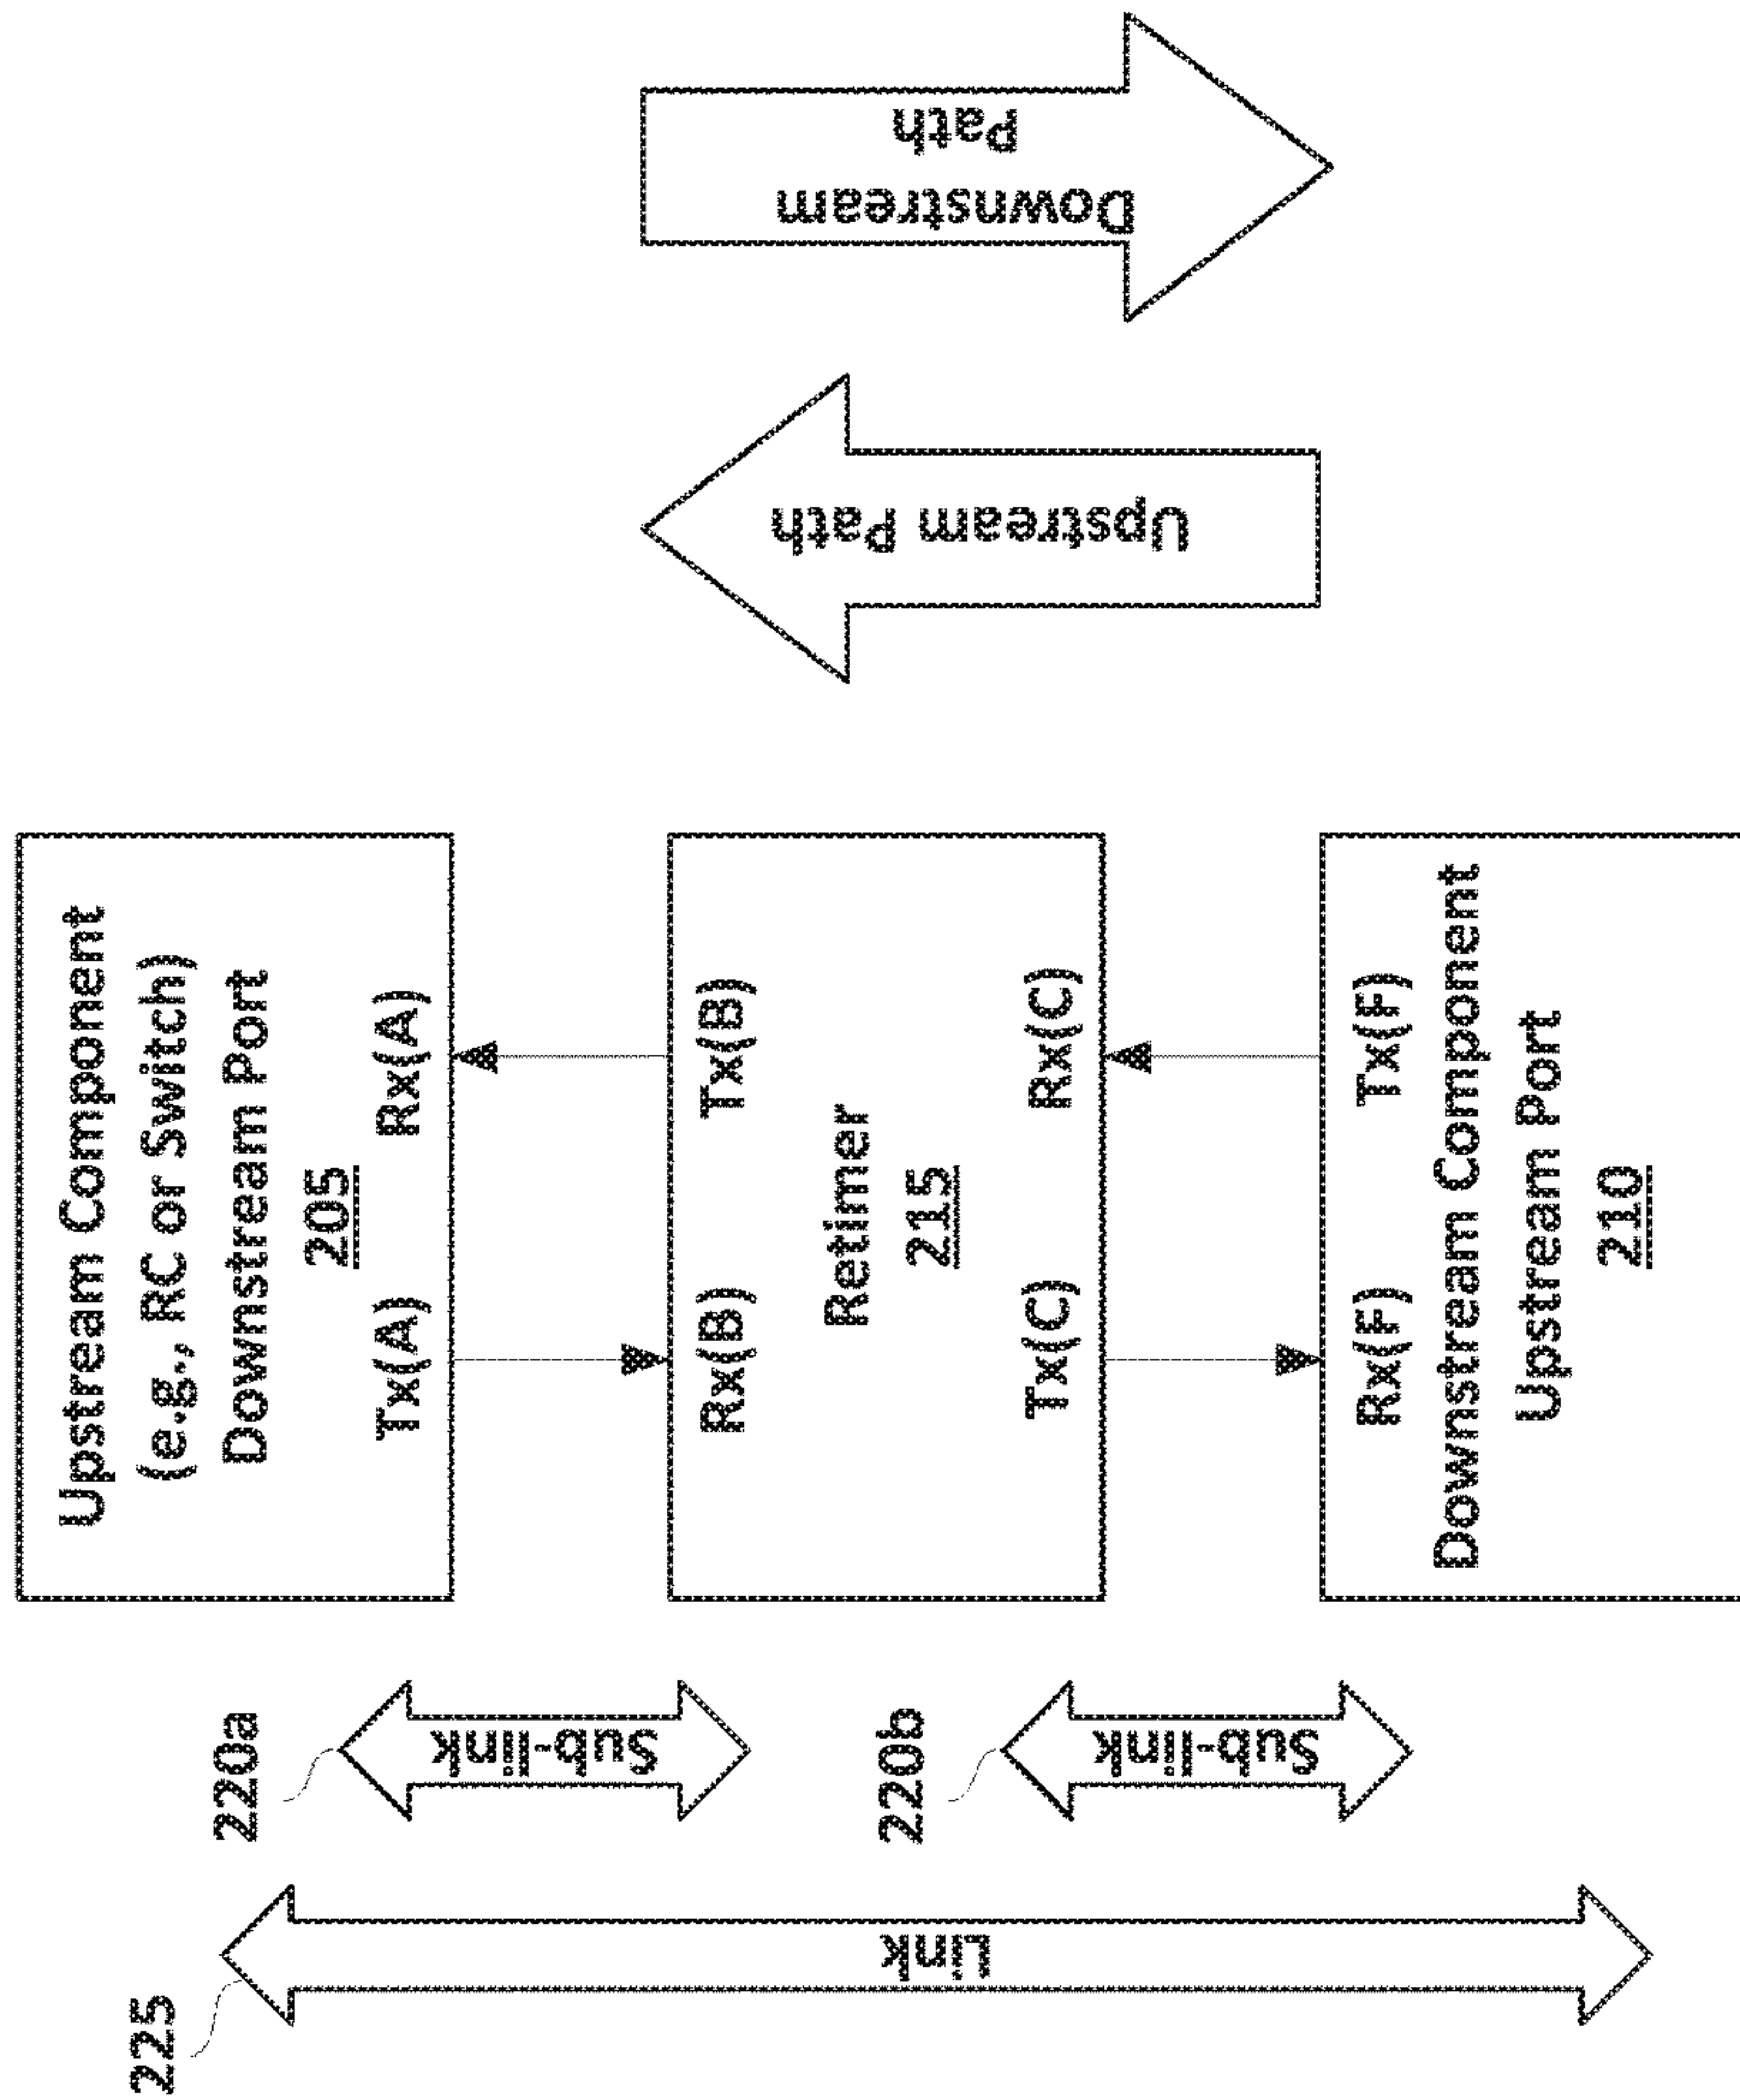 225
Link
220a
Sub-link
220b
Sub-link
Upstream Component
(e.g., RC or Switch)
Downstream Port
205
Tx(A)
Rx(A)
Rx(B)
Tx(B)
Retimer
215
Tx(C)
Rx(C)
Rx(F)
Tx(F)
Downstream Component
Upstream Port
210
Upstream Path
Downstream
Path